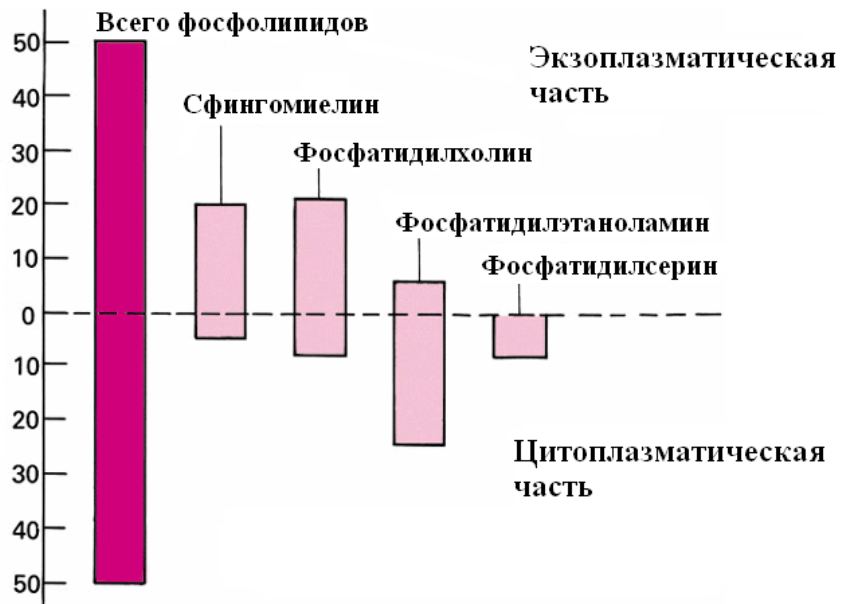 Всего фосфолипидов
50
Экзоплазматическая
часть
40
Сфингомиелин
30
Фосфатидилхолин
20
Фосфатидилэтаноламин
10
Фосфатидилсерин
0
10
20
Цитоплазматическая
часть
30
40
50